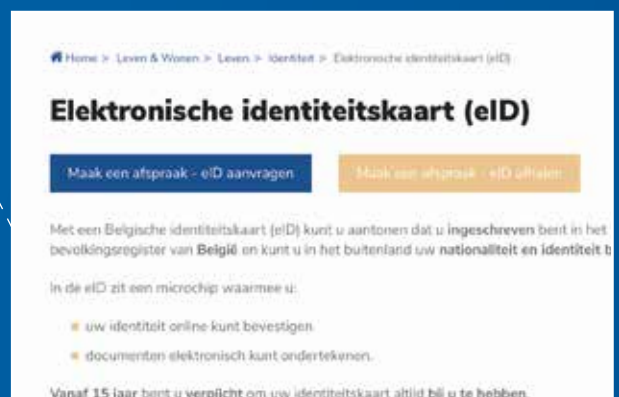 Home > Leven & Wonen > Leven > Identiteit > Elektronische identiteitskaart (eID)
Elektronische identiteitskaart (eID)
Maak een afspraak - eID aanvragen
Maak een afspraak - eID afhalen
Met een Belgische identiteitskaart (eID) kunt u aantonen dat u ingeschreven bent in het
bevolkingsregister van België en kunt u in het buitenland uw nationaliteit en identiteit b
In de eID zit een microchip waarmee u:
uw identiteit online kunt bevestigen
documenten elektronisch kunt ondertekenen.
Vanaf 15 jaar bent u verplicht om uw identiteitskaart altijd bij u te hebben.